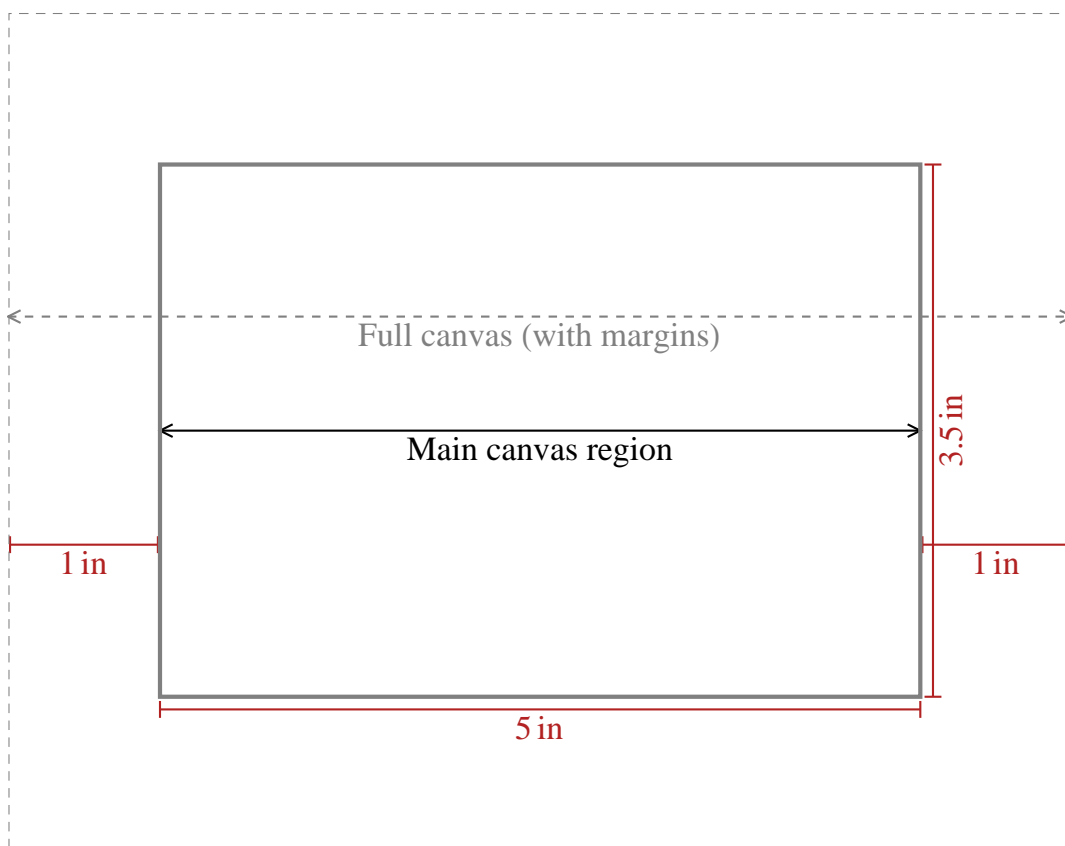 Full canvas (with margins)
Main canvas region
3.5 in
1 in
1 in
5 in